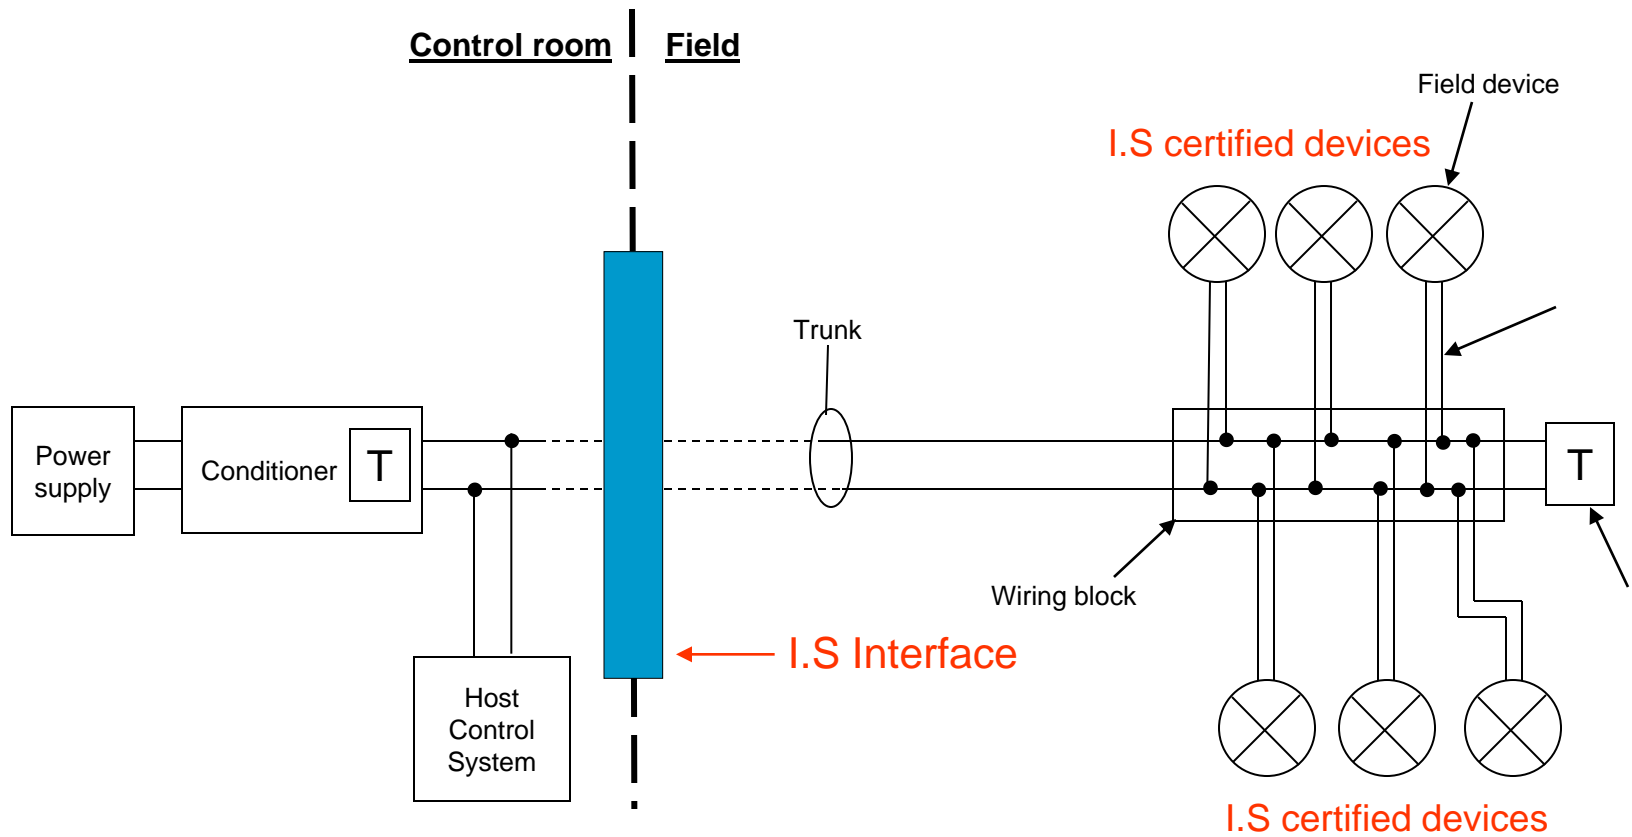 Control room
Field
Field device
I.S certified devices
Trunk
Power
supply
Conditioner
T
T
Wiring block
I.S Interface
Host
Control
System
I.S certified devices